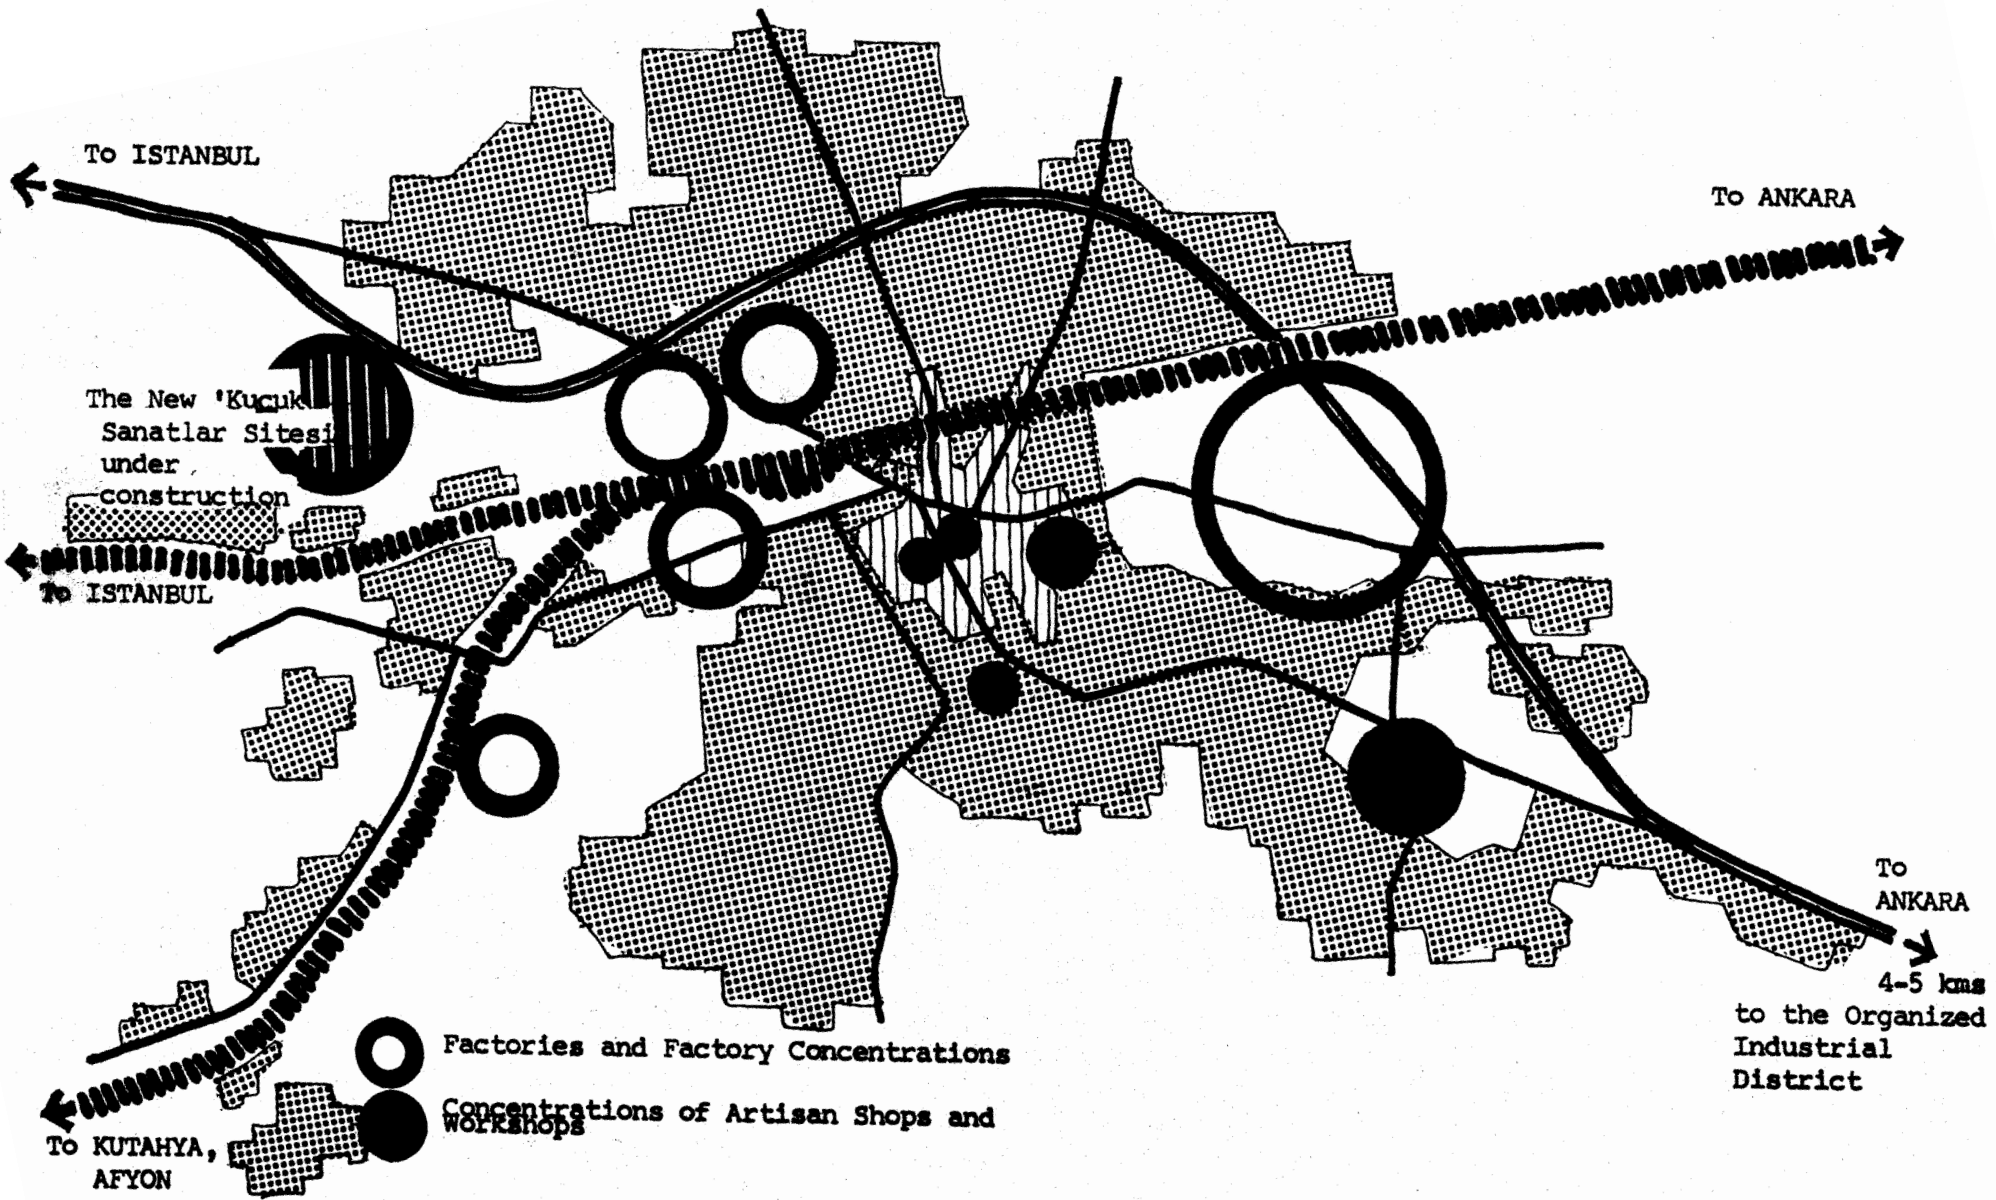 To ISTANBUL
To ANKARA
The New 'Kucuk
Sanatlar Sitesi
under
construction
To ISTANBUL
To
ANKARA
4-5 kms
to the Organized
Industrial
District
Factories and Factory Concentrations
Concentrations of Artisan Shops and
Workshops
To KUTAHYA,
AFYON